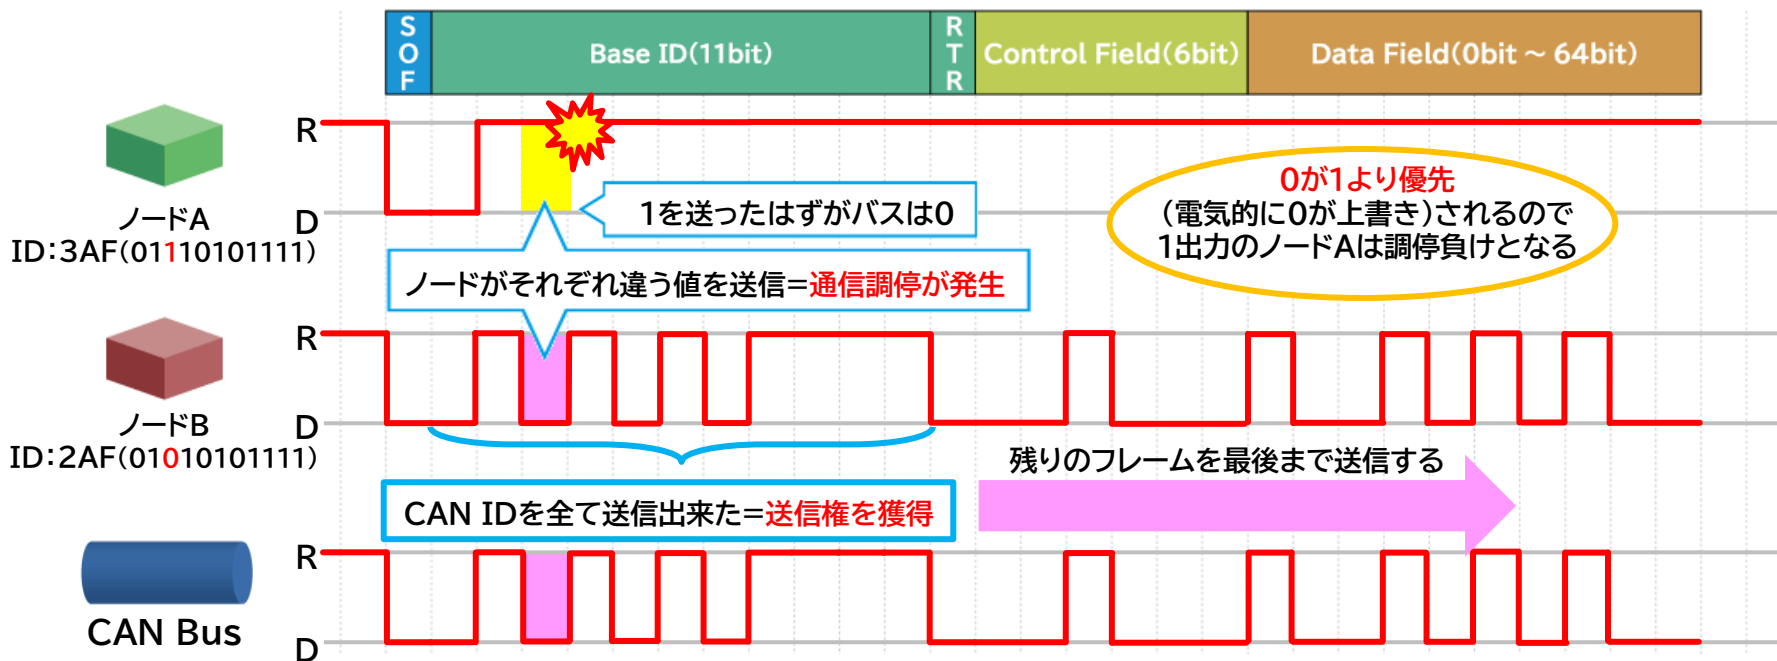 SOF
Base ID(11bit)
RTR
Control Field(6bit)
Data Field(0bit ~ 64bit)
R
D
ノードA
ID:3AF(01110101111)
1を送ったはずがバスは0
ノードがそれぞれ違う値を送信=通信調停が発生
0が1より優先
(電気的に0が上書き)されるので
1出力のノードAは調停負けとなる
R
D
ノードB
ID:2AF(01010101111)
残りのフレームを最後まで送信する
CAN IDを全て送信出来た=送信権を獲得
R
D
CAN Bus